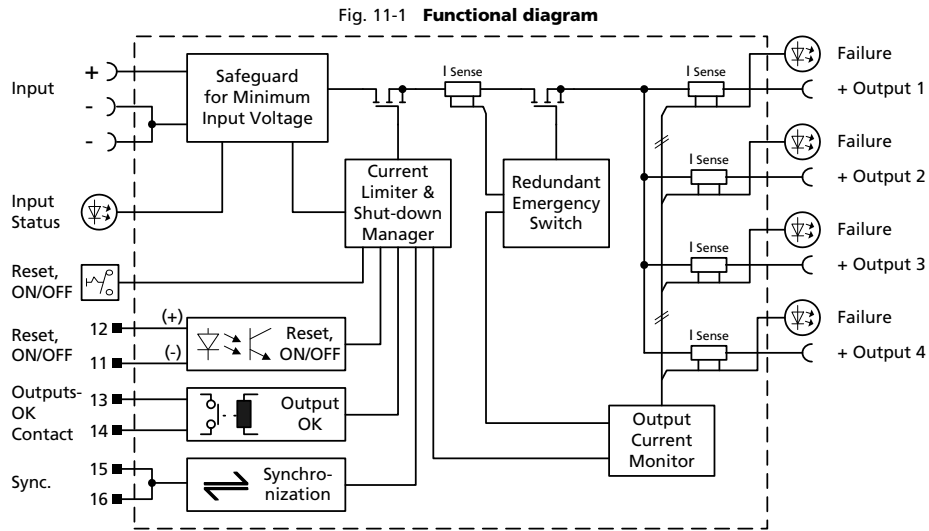 Fig. 11-1 Functional diagram
Input
+
-
-
Safeguard
for Minimum
Input Voltage
I Sense
I Sense
Failure
+ Output 1
Failure
I Sense
+ Output 2
Input
Status
Current
Limiter &
Shut-down
Manager
Redundant
Emergency
Switch
Failure
I Sense
+ Output 3
Reset,
ON/OFF
Failure
I Sense
+ Output 4
Reset,
ON/OFF
12
(+)
11
(-)
Reset,
ON/OFF
Outputs-
OK
Contact
13
14
Output
OK
Output
Current
Monitor
Sync.
15
16
Synchro-
nization